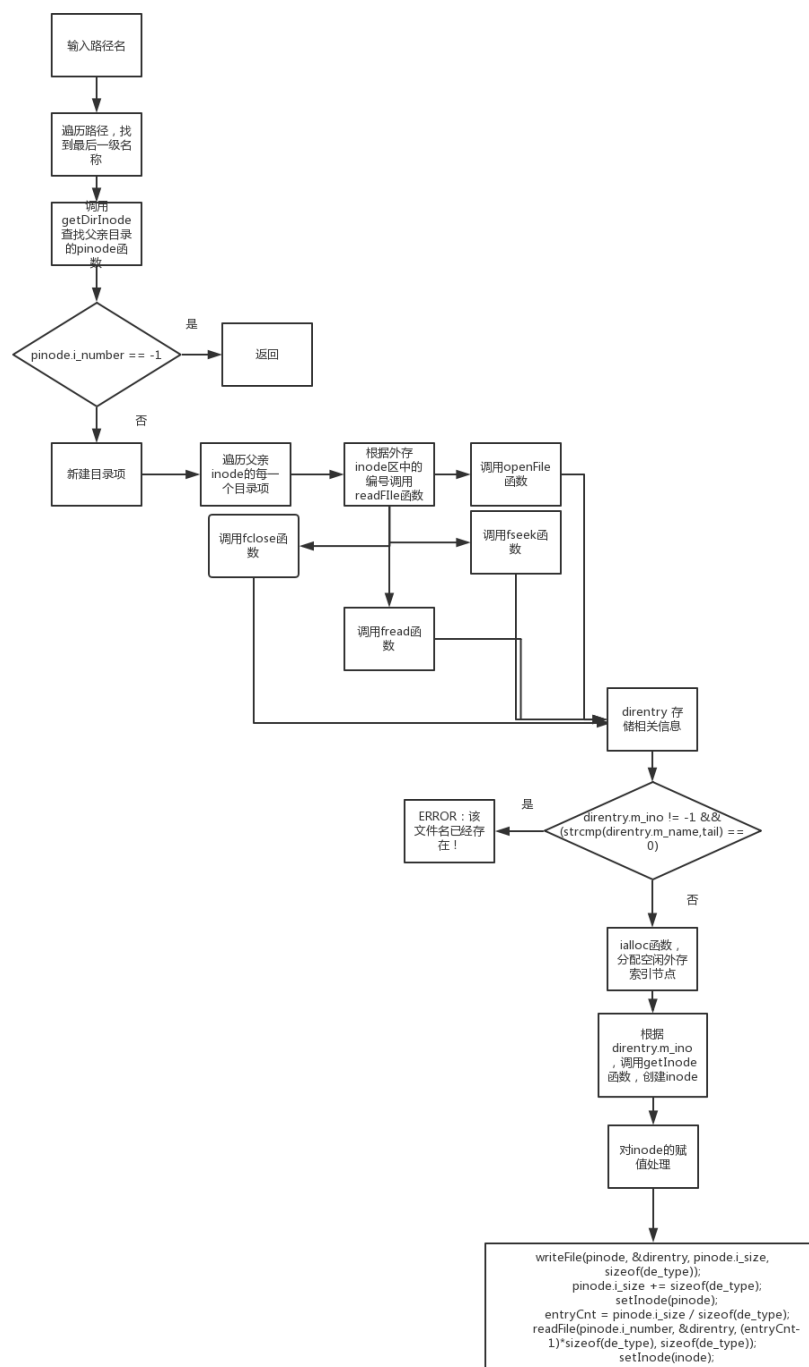 输入路径名
遍历路径，找
到最后一级名
称
调用
getDirInode
查找父亲目录
的pinode函
数
是
pinode.i_number == -1
返回
否
新建目录项
遍历父亲
inode的每一
个目录项
根据外存
inode区中的
编号调用
readFIle函数
调用openFile
函数
调用fclose函
数
调用fseek函
数
调用fread函
数
direntry 存
储相关信息
是
ERROR：该
文件名已经存
在！
direntry.m_ino != -1 &&
(strcmp(direntry.m_name,tail) ==
0)
否
ialloc函数，
分配空闲外存
索引节点
根据
direntry.m_ino
，调用getInode
函数，创建inode
对inode的赋
值处理
writeFile(pinode, &direntry, pinode.i_size,
sizeof(de_type));
pinode.i_size += sizeof(de_type);
setInode(pinode);
entryCnt = pinode.i_size / sizeof(de_type);
readFile(pinode.i_number, &direntry, (entryCnt-
1)*sizeof(de_type), sizeof(de_type));
setInode(inode);